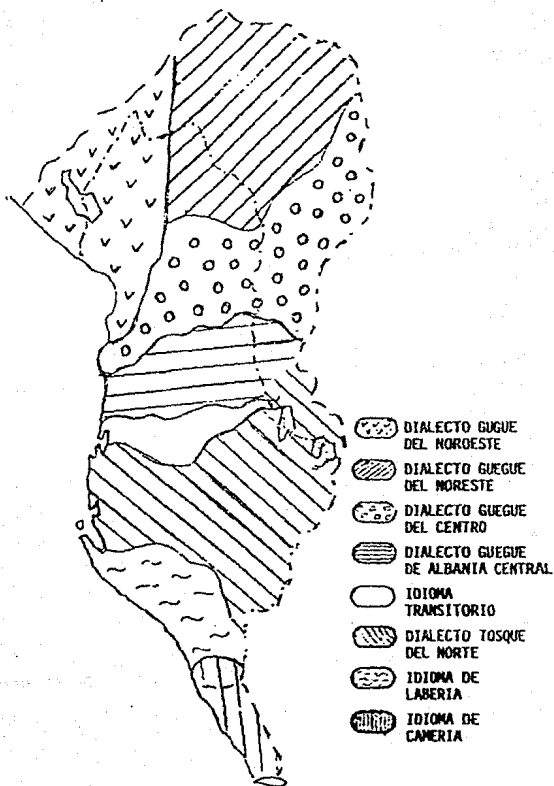 DIALECTO GUGUE
DEL NOROESTE
DIALECTO GUEGUE
DEL NORESTE
DIALECTO GUEGUE
DEL CENTRO
DIALECTO GUEGUE
DE ALBANIA CENTRAL
IDIOMA
TRANSITORIO
DIALECTO TOSQUE
DEL NORTE
IDIOMA DE
LABERIA
IDIOMA DE
CAMERIA